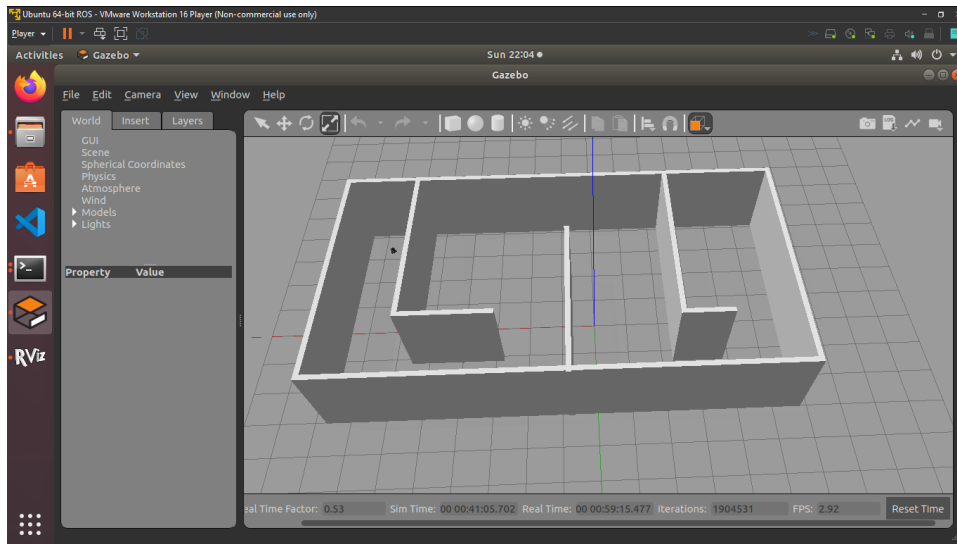 Ubuntu 64-bit ROS - VMware Workstation 16 Player (Non-commercial use only)
Player
Activities Gazebo Sun 22:04
Gazebo
File Edit Camera View Window Help
World Insert Layers
GUI
Scene
Spherical Coordinates
Physics
Atmosphere
Wind
Models
Lights
Property Value
RViz
eal Time Factor: 0.53 Sim Time: 00 00:41:05.702 Real Time: 00 00:59:15.477 Iterations: 1904531 FPS: 2.92 Reset Time